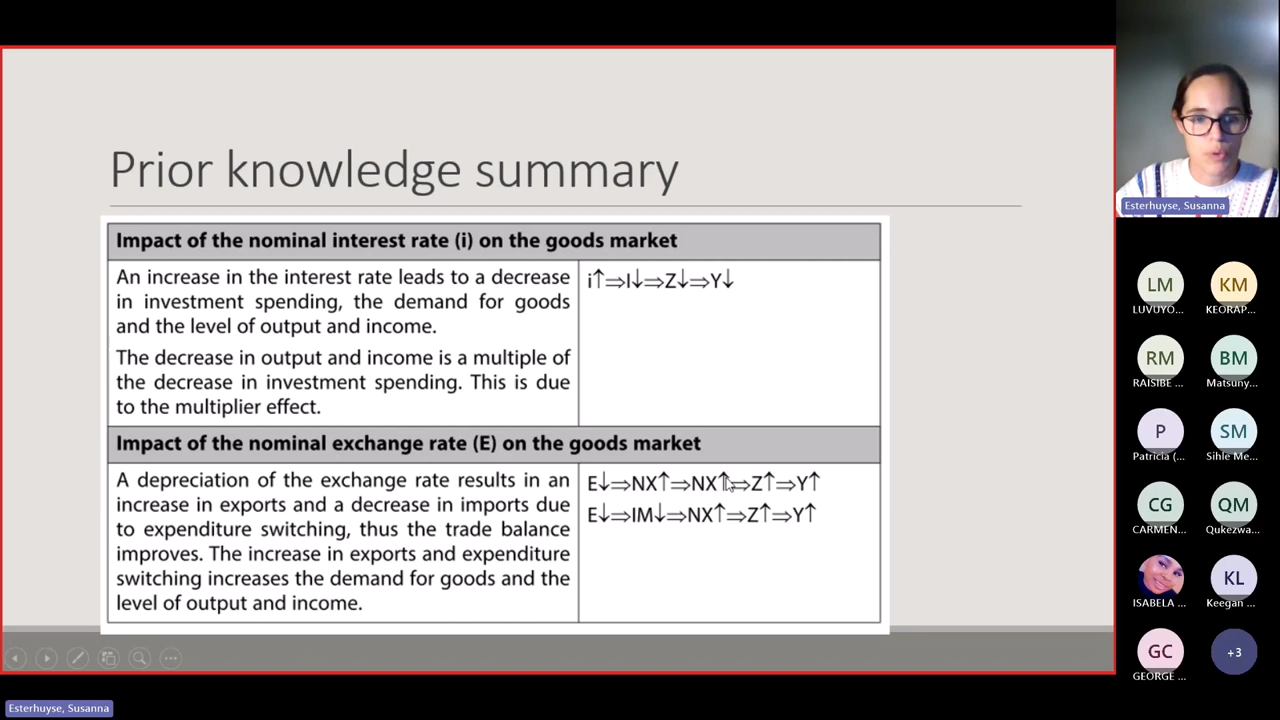 Prior knowledge summary
Impact of the nominal interest rate (i) on the goods market
An increase in the interest rate leads to a decrease
in investment spending, the demand for goods
and the level of output and income.
The decrease in output and income is a multiple of
the decrease in investment spending. This is due
to the multiplier effect.
i↑⇒I↓⇒Z↓⇒Y↓
Impact of the nominal exchange rate (E) on the goods market
A depreciation of the exchange rate results in an
increase in exports and a decrease in imports due
to expenditure switching, thus the trade balance
improves. The increase in exports and expenditure
switching increases the demand for goods and the
level of output and income.
E↓⇒NX↑⇒NX↑⇒Z↑⇒Y↑
E↓⇒IM↓⇒NX↑⇒Z↑⇒Y↑
Esterhuyse, Susanna
LM
LUVUYO...
KM
KEORAP...
RM
RAISIBE ...
BM
Matsuny...
P
Patricia (...
SM
Sihle Me...
CG
CARMEN...
QM
Qukezwa...
ISABELA ...
KL
Keegan ...
GC
GEORGE ...
+3
Esterhuyse, Susanna